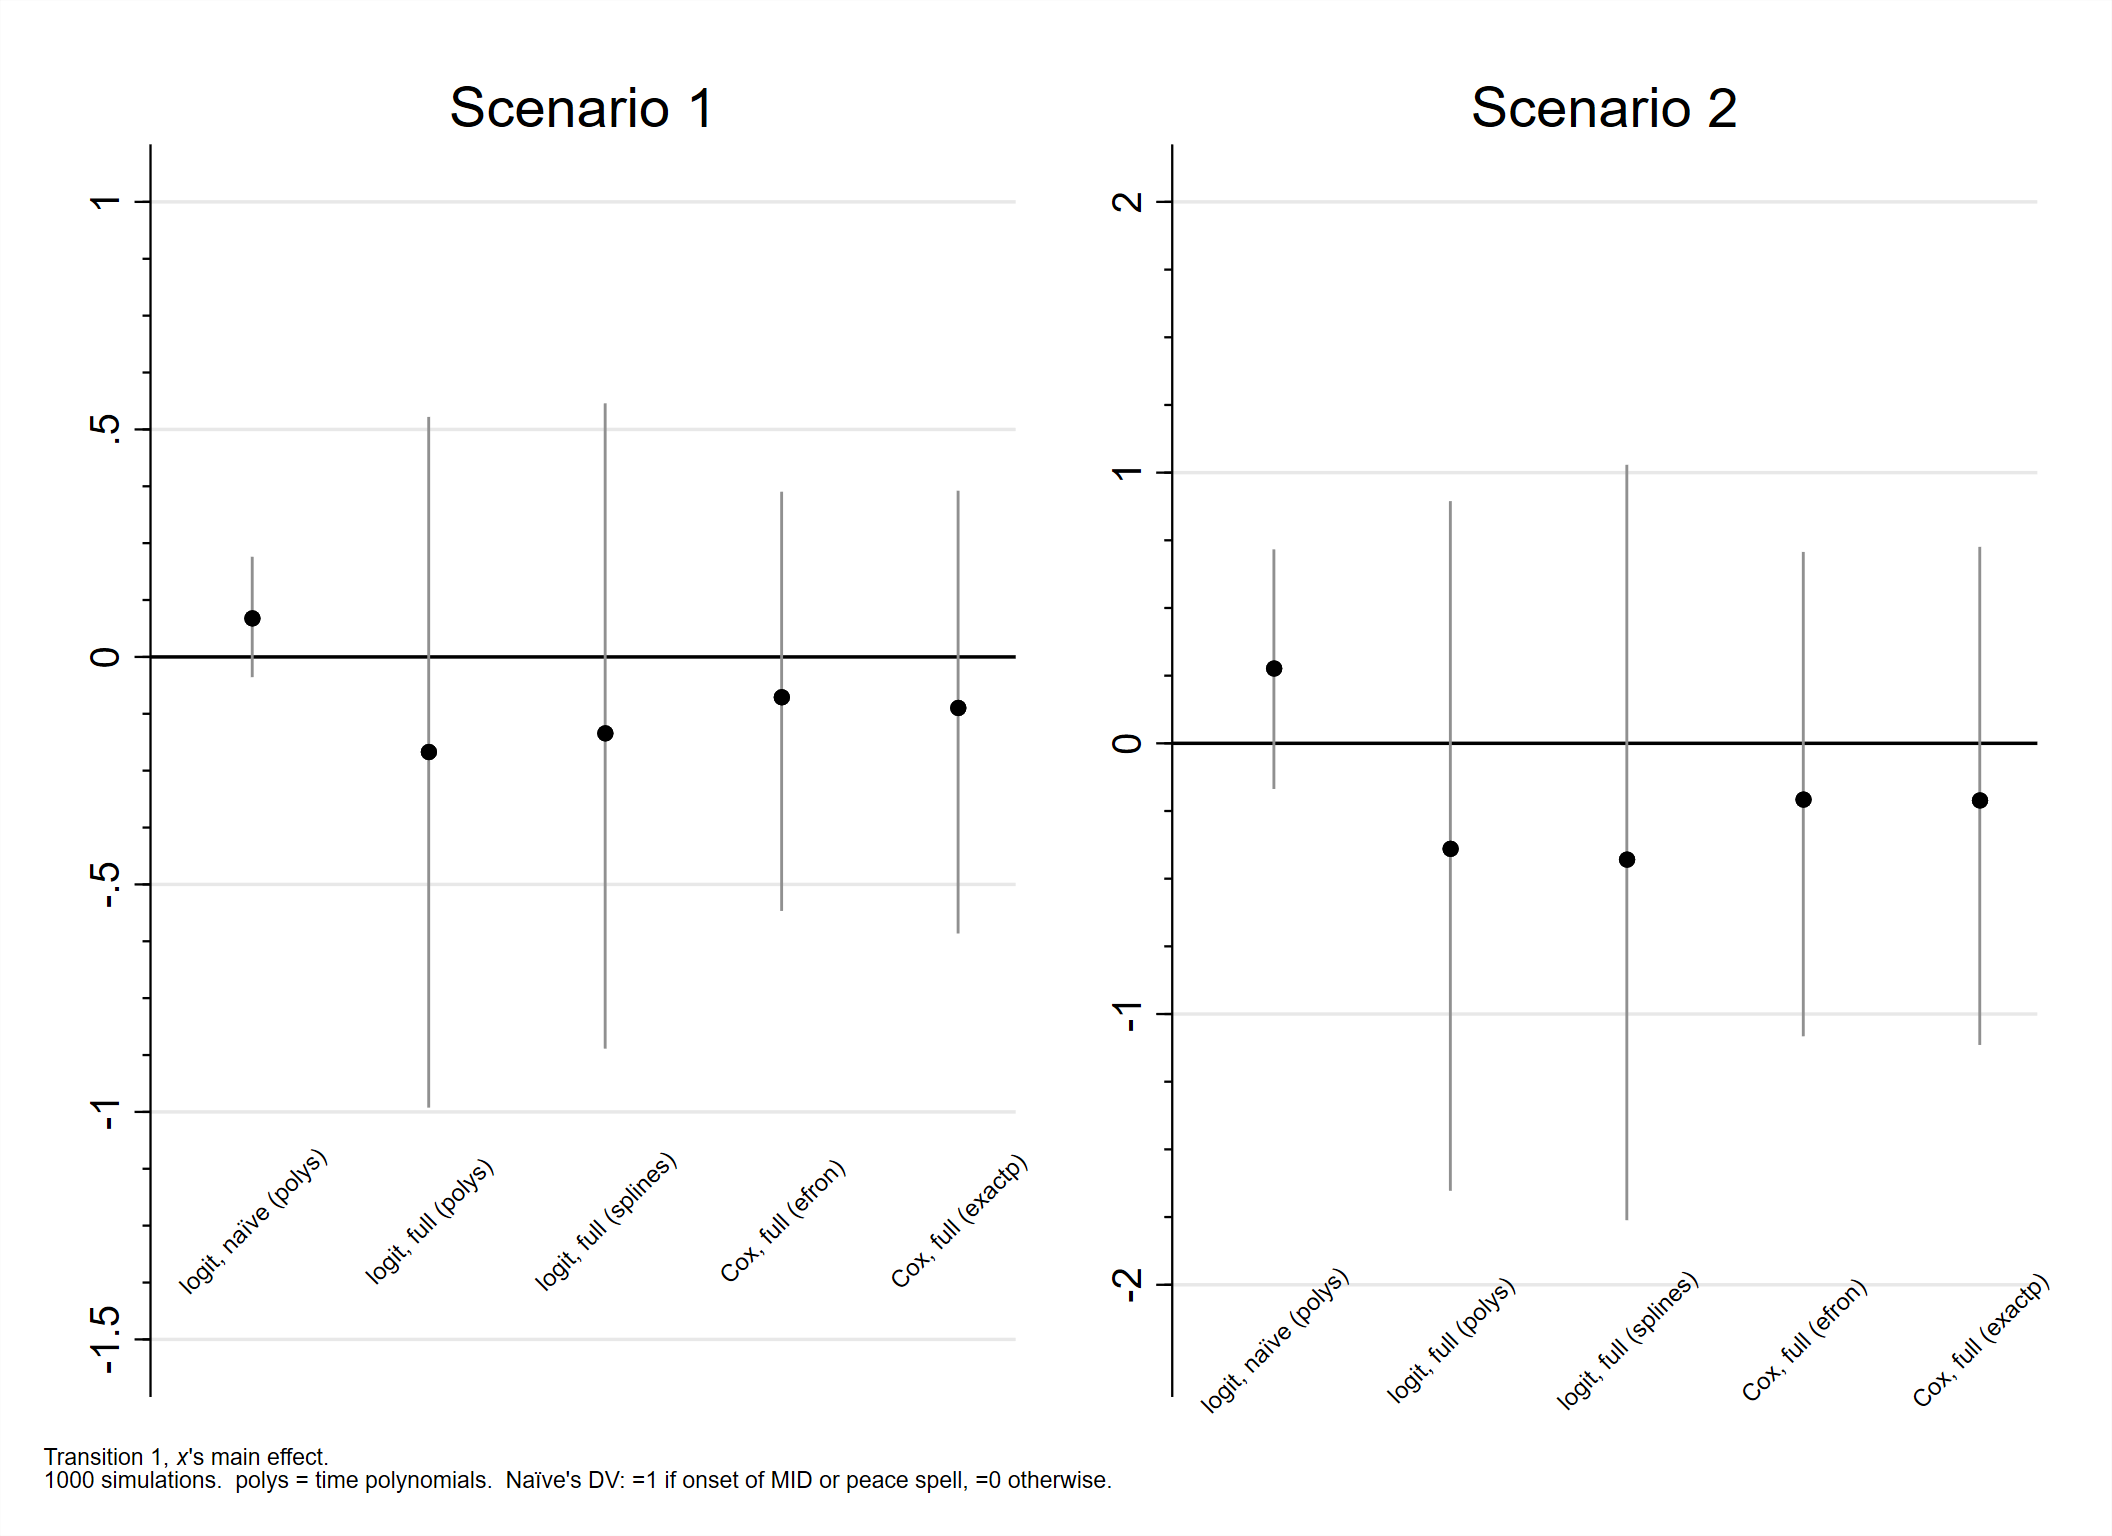 Scenario 1
1
.5
0
-.5
-1
-1.5
logit, naïve (polys)
logit, full (polys)
logit, full (splines)
Cox, full (efron)
Cox, full (exactp)
Scenario 2
2
1
0
-1
-2
logit, naïve (polys)
logit, full (polys)
logit, full (splines)
Cox, full (efron)
Cox, full (exactp)
Transition 1, x's main effect.
1000 simulations.  polys = time polynomials.  Naïve's DV: =1 if onset of MID or peace spell, =0 otherwise.